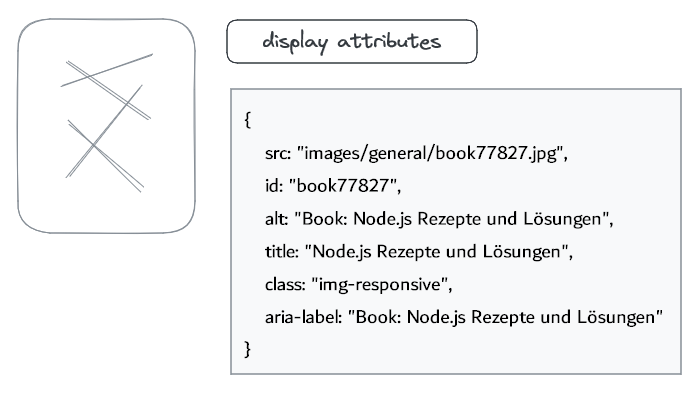 display attributes
{
src: "images/general/book77827.jpg",
id: "book77827",
alt: "Book: Node.js Rezepte und Lösungen",
title: "Node.js Rezepte und Lösungen",
class: "img-responsive",
aria-label: "Book: Node.js Rezepte und Lösungen"
}